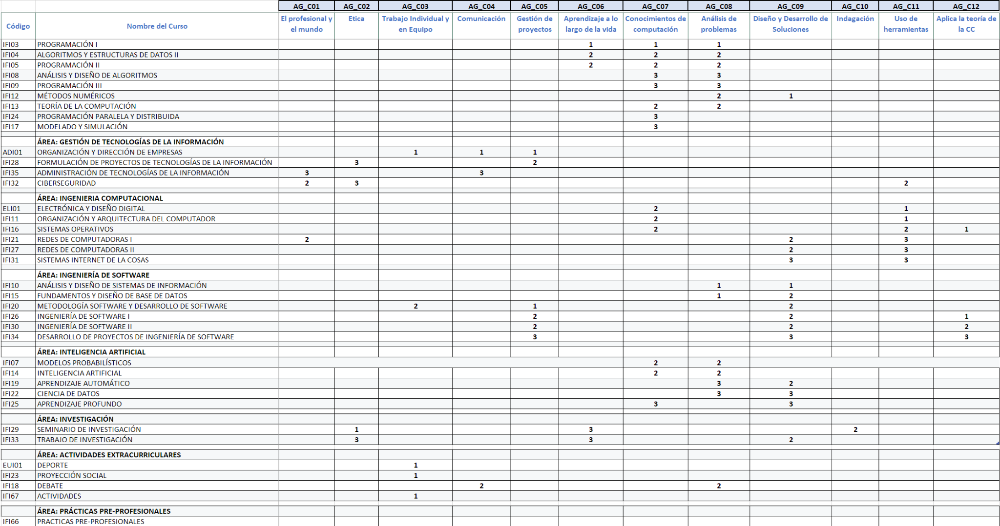 AG_C01 AG_C02 AG_C03 AG_C04 AG_C05 AG_C06 AG_C07 AG_C08 AG_C09 AG_C10 AG_C11 AG_C12
Código Nombre del Curso El profesional y el mundo Etica Trabajo Individual y en Equipo Comunicación Gestión de proyectos Aprendizaje a lo largo de la vida Conocimientos de computación Análisis de problemas Diseño y Desarrollo de Soluciones Indagación Uso de herramientas Aplica la teoría de la CC
IFI03 PROGRAMACIÓN I 1 1 1
IFI04 ALGORITMOS Y ESTRUCTURAS DE DATOS II 2 2 2
IFI05 PROGRAMACIÓN II 2 2 2
IFI08 ANÁLISIS Y DISEÑO DE ALGORITMOS 3 3
IFI09 PROGRAMACIÓN III 3 3
IFI12 MÉTODOS NUMÉRICOS 2 1
IFI13 TEORÍA DE LA COMPUTACIÓN 2 2
IFI24 PROGRAMACIÓN PARALELA Y DISTRIBUIDA 3
IFI17 MODELADO Y SIMULACIÓN 3
ÁREA: GESTIÓN DE TECNOLOGÍAS DE LA INFORMACIÓN
ADI01 ORGANIZACIÓN Y DIRECCIÓN DE EMPRESAS 1 1 1
IFI28 FORMULACIÓN DE PROYECTOS DE TECNOLOGÍAS DE LA INFORMACIÓN 3 2
IFI35 ADMINISTRACIÓN DE TECNOLOGÍAS DE LA INFORMACIÓN 3 3
IFI32 CIBERSEGURIDAD 2 3 2
ÁREA: INGENIERIA COMPUTACIONAL
ELI01 ELECTRÓNICA Y DISEÑO DIGITAL 2 1
IFI11 ORGANIZACIÓN Y ARQUITECTURA DEL COMPUTADOR 2 1
IFI16 SISTEMAS OPERATIVOS 2 2 1
IFI21 REDES DE COMPUTADORAS I 2 2 3
IFI27 REDES DE COMPUTADORAS II 2 3
IFI31 SISTEMAS INTERNET DE LA COSAS 3 3
ÁREA: INGENIERÍA DE SOFTWARE
IFI10 ANÁLISIS Y DISEÑO DE SISTEMAS DE INFORMACIÓN 1 1
IFI15 FUNDAMENTOS Y DISEÑO DE BASE DE DATOS 1 2
IFI20 METODOLOGÍA SOFTWARE Y DESARROLLO DE SOFTWARE 2 1 2
IFI26 INGENIERÍA DE SOFTWARE I 2 2 1
IFI30 INGENIERÍA DE SOFTWARE II 2 2 2
IFI34 DESARROLLO DE PROYECTOS DE INGENIERÍA DE SOFTWARE 3 3 3
ÁREA: INTELIGENCIA ARTIFICIAL
IFI07 MODELOS PROBABILÍSTICOS 2 2
IFI14 INTELIGENCIA ARTIFICIAL 2 2
IFI19 APRENDIZAJE AUTOMÁTICO 3 2
IFI22 CIENCIA DE DATOS 3 3
IFI25 APRENDIZAJE PROFUNDO 3 3
ÁREA: INVESTIGACIÓN
IFI29 SEMINARIO DE INVESTIGACIÓN 1 3 2
IFI33 TRABAJO DE INVESTIGACIÓN 3 3 2
ÁREA: ACTIVIDADES EXTRACURRICULARES
EUI01 DEPORTE 1
IFI23 PROYECCIÓN SOCIAL 1
IFI18 DEBATE 2 2
IFI67 ACTIVIDADES 1
ÁREA: PRÁCTICAS PRE-PROFESIONALES
IFI66 PRACTICAS PRE-PROFESIONALES